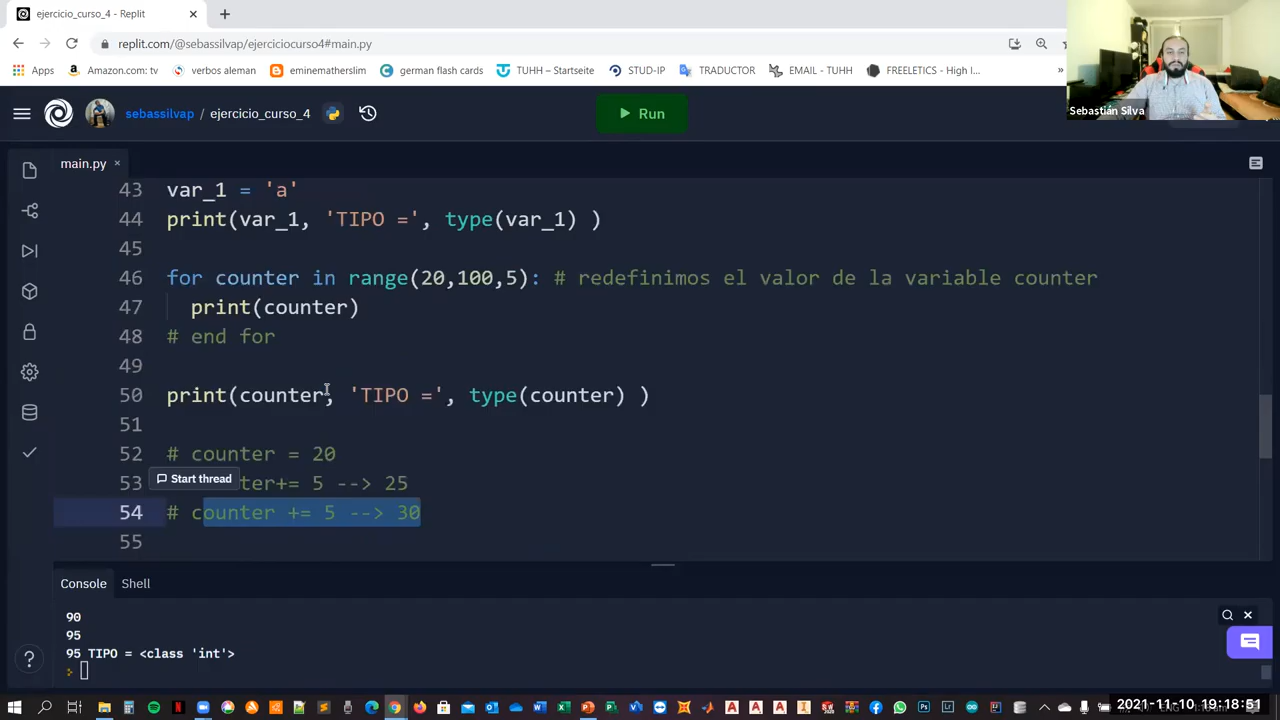 ejercicio_curso_4 - Replit
replit.com/@sebassilvap/ejerciciocurso4#main.py
Apps Amazon.com: tv verbos aleman eminematherslim german flash cards TUHH – Startseite STUD-IP TRADUCTOR EMAIL - TUHH FREELETICS - High I... »
Sebastián Silva
sebassilvap / ejercicio_curso_4
Run
main.py
43 var_1 = 'a'
44 print(var_1, 'TIPO =', type(var_1) )
45
46 for counter in range(20,100,5): # redefinimos el valor de la variable counter
47 print(counter)
48 # end for
49
50 print(counter, 'TIPO =', type(counter) )
51
52 # counter = 20
Start thread
53 ter+= 5 --> 25
54 # counter += 5 --> 30
55
Console Shell
90
95
95 TIPO = <class 'int'>
2021-11-10 19:18:51